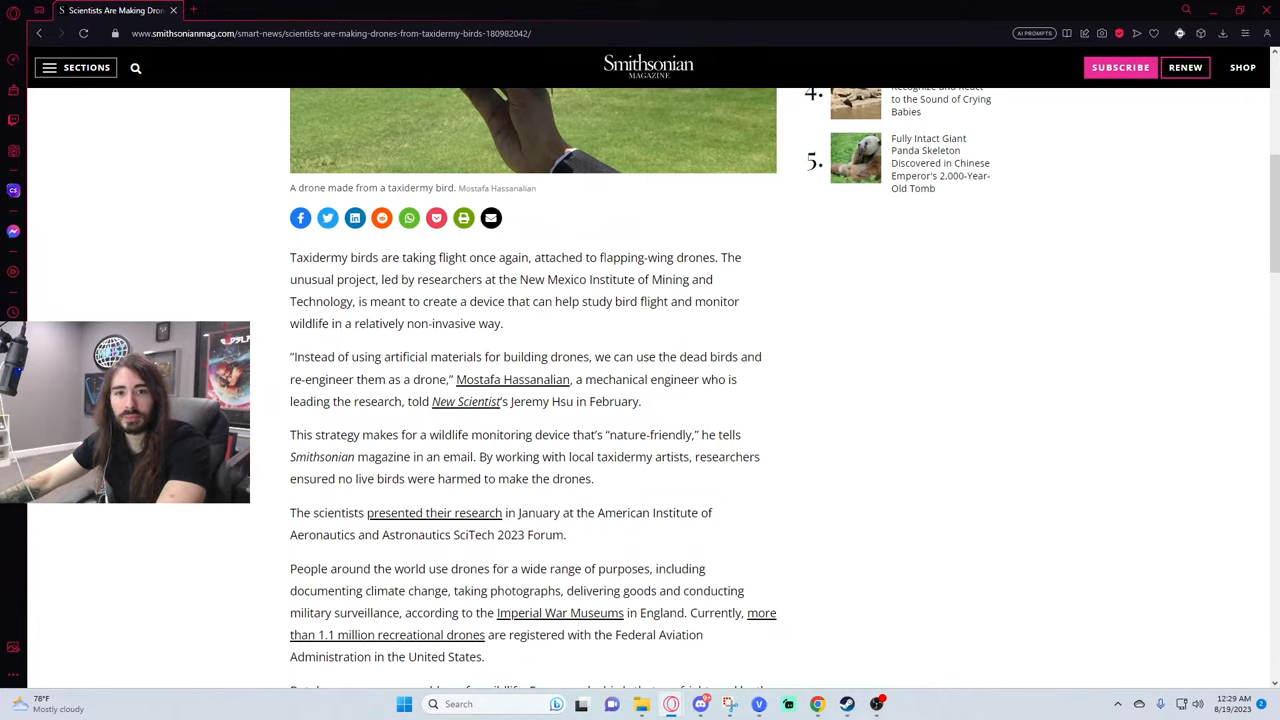 Scientists Are Making Dron
www.smithsonianmag.com/smart-news/scientists-are-making-drones-from-taxidermy-birds-180982042/
AI PROMPTS
SECTIONS
Smithsonian
MAGAZINE
SUBSCRIBE
RENEW
SHOP
4.
Recognize and React
to the Sound of Crying
Babies
5.
Fully Intact Giant
Panda Skeleton
Discovered in Chinese
Emperor's 2,000-Year-
Old Tomb
A drone made from a taxidermy bird. Mostafa Hassanalian
Taxidermy birds are taking flight once again, attached to flapping-wing drones. The
unusual project, led by researchers at the New Mexico Institute of Mining and
Technology, is meant to create a device that can help study bird flight and monitor
wildlife in a relatively non-invasive way.
“Instead of using artificial materials for building drones, we can use the dead birds and
re-engineer them as a drone,” Mostafa Hassanalian, a mechanical engineer who is
leading the research, told New Scientist’s Jeremy Hsu in February.
This strategy makes for a wildlife monitoring device that’s “nature-friendly,” he tells
Smithsonian magazine in an email. By working with local taxidermy artists, researchers
ensured no live birds were harmed to make the drones.
The scientists presented their research in January at the American Institute of
Aeronautics and Astronautics SciTech 2023 Forum.
People around the world use drones for a wide range of purposes, including
documenting climate change, taking photographs, delivering goods and conducting
military surveillance, according to the Imperial War Museums in England. Currently, more
than 1.1 million recreational drones are registered with the Federal Aviation
Administration in the United States.
78°F
Mostly cloudy
Search
12:29 AM
8/19/2023